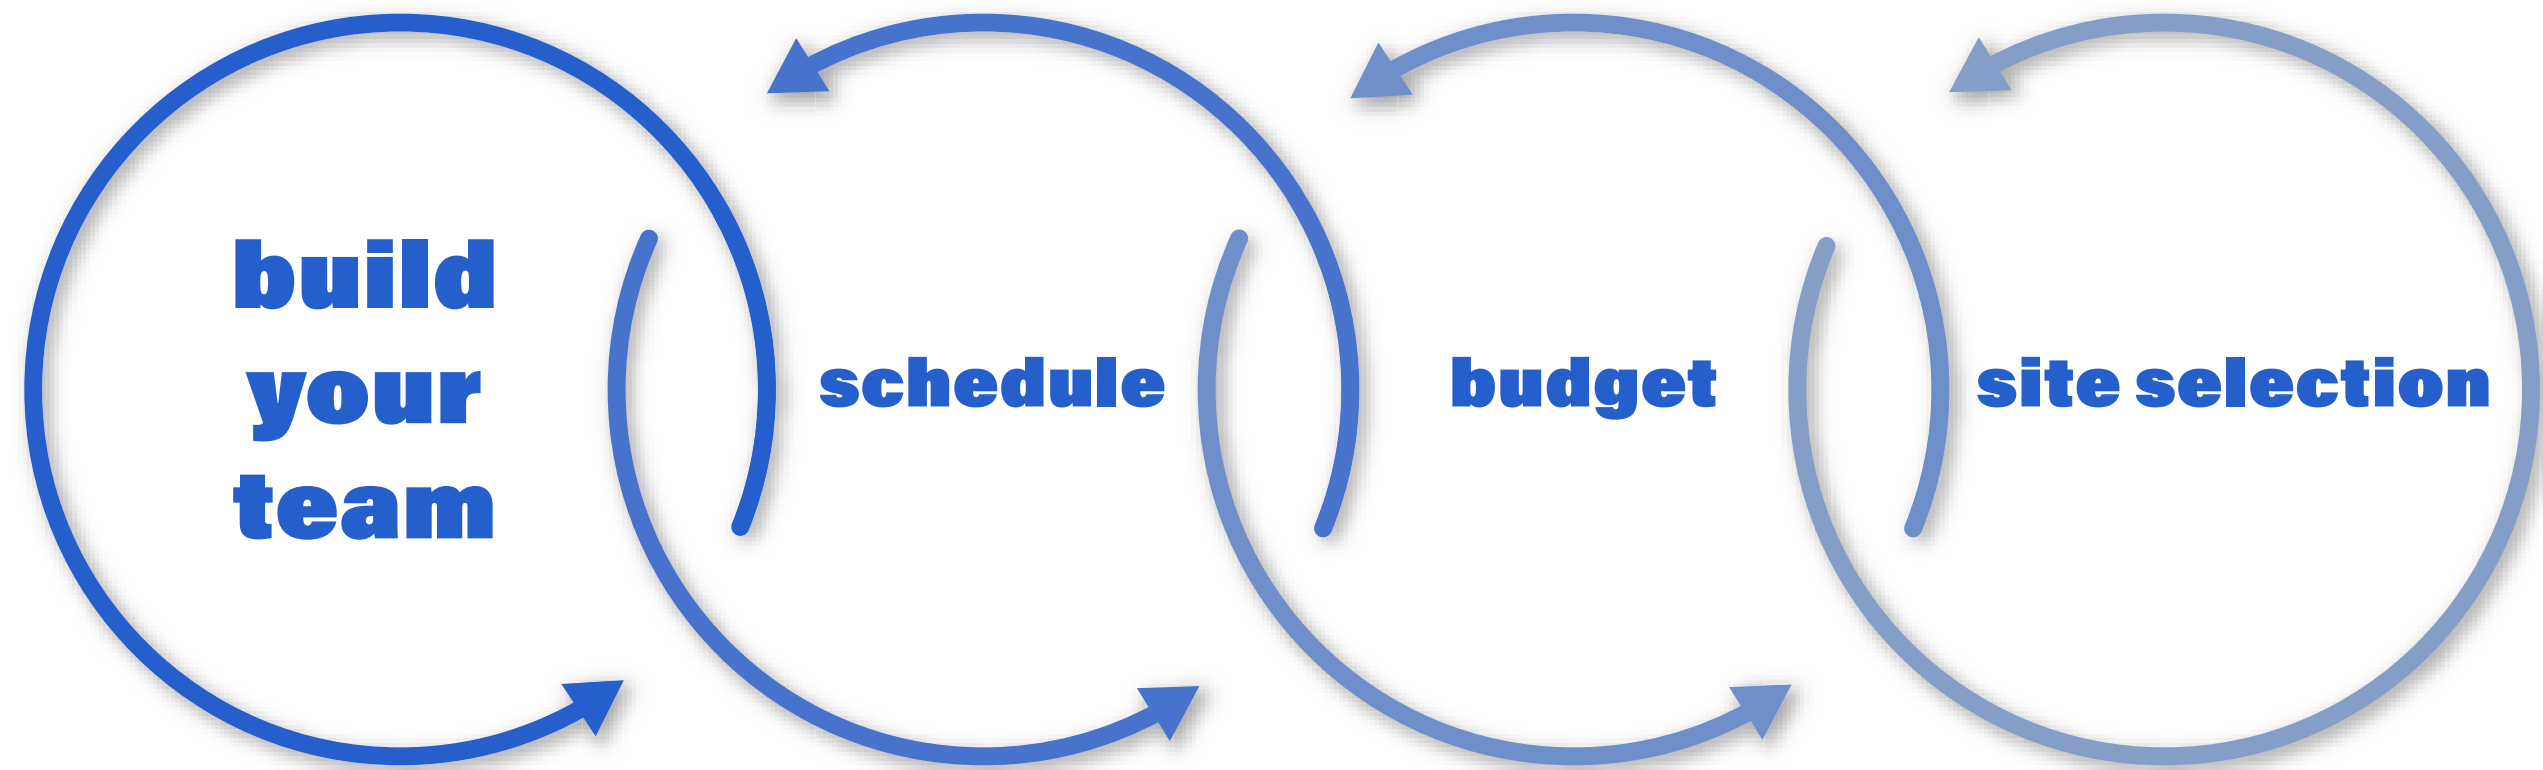 build
your
team
schedule
budget
site selection